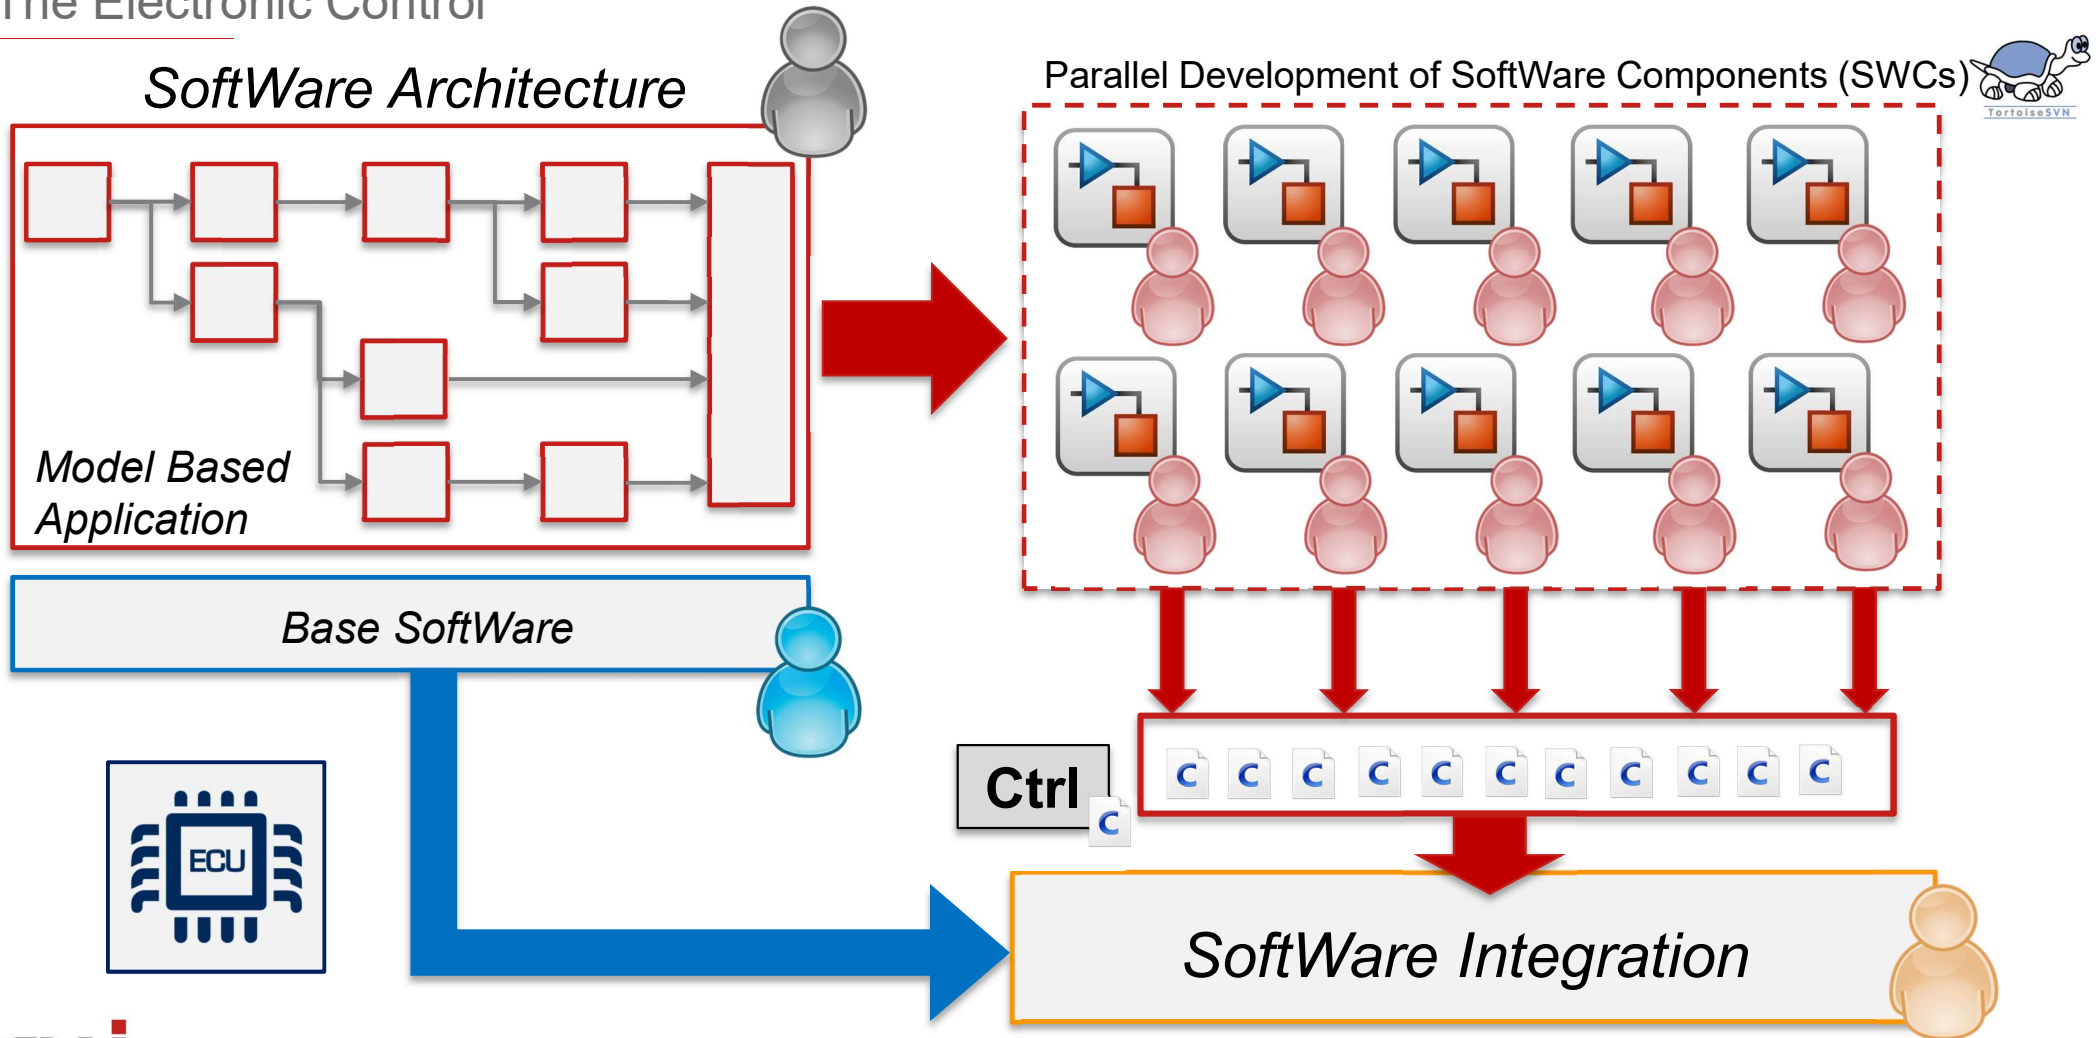 The Electronic Control
SoftWare Architecture
Parallel Development of SoftWare Components (SWCs)
TortoiseSVN
Model Based
Application
Base SoftWare
ECU
Ctrl
C
C C C C C C C C C C C
SoftWare Integration